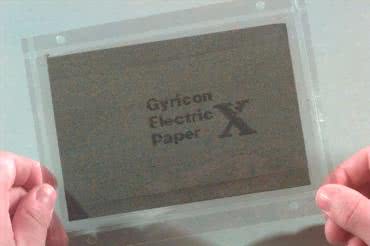 Gyricon
Electric X
Paper